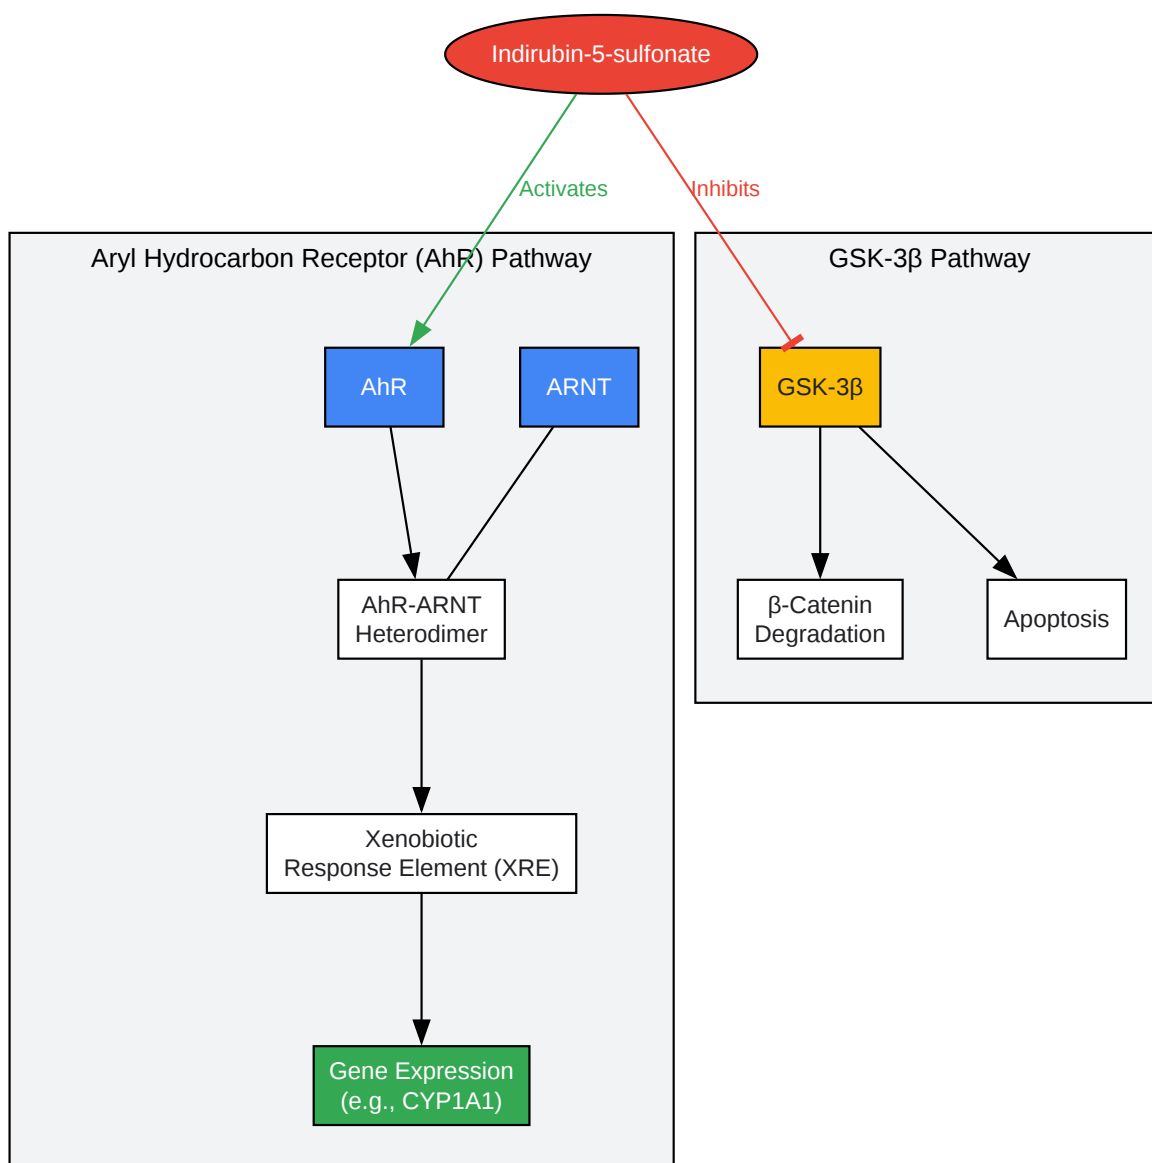 Indirubin-5-sulfonate
Activates
Inhibits
Aryl Hydrocarbon Receptor (AhR) Pathway
GSK-3β Pathway
AhR
ARNT
GSK-3β
AhR-ARNT
Heterodimer
β-Catenin
Degradation
Apoptosis
Xenobiotic
Response Element (XRE)
Gene Expression
(e.g., CYP1A1)